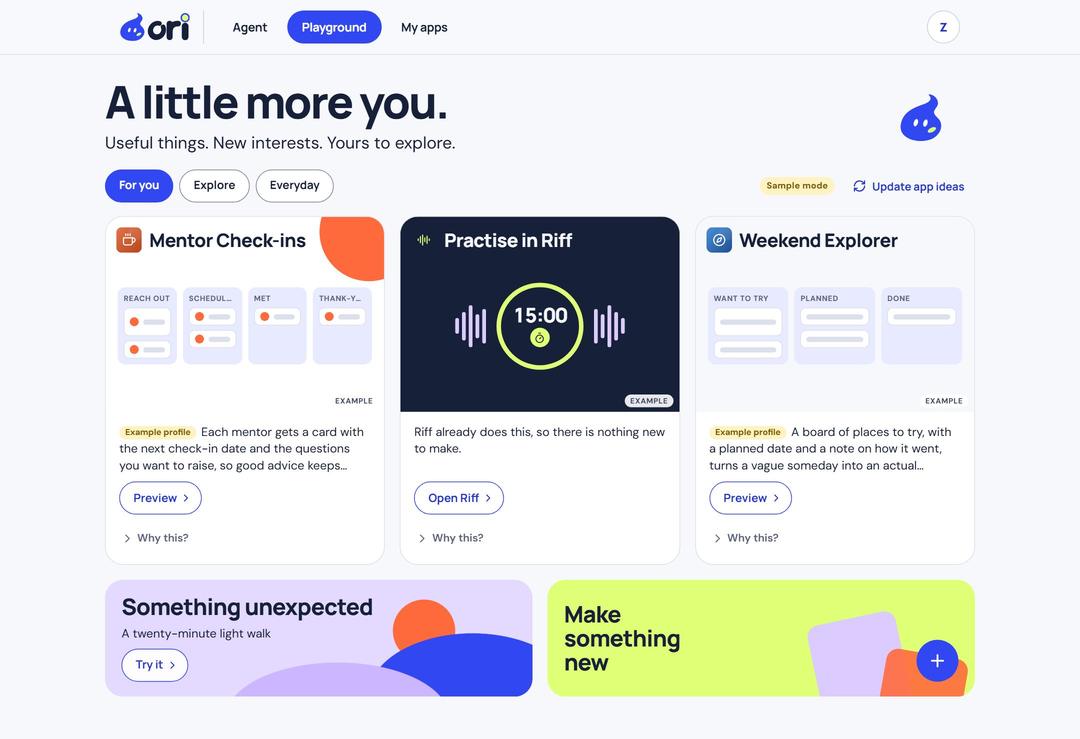 ori
Agent
Playground
My apps
Z
A little more you.
Useful things. New interests. Yours to explore.
For you
Explore
Everyday
Sample mode
Update app ideas
Mentor Check-ins
REACH OUT
SCHEDUL...
MET
THANK-Y...
EXAMPLE
Example profile Each mentor gets a card with
the next check-in date and the questions
you want to raise, so good advice keeps...
Preview
Why this?
Practise in Riff
15:00
EXAMPLE
Riff already does this, so there is nothing new
to make.
Open Riff
Why this?
Weekend Explorer
WANT TO TRY
PLANNED
DONE
EXAMPLE
Example profile A board of places to try, with
a planned date and a note on how it went,
turns a vague someday into an actual...
Preview
Why this?
Something unexpected
A twenty-minute light walk
Try it
Make
something
new